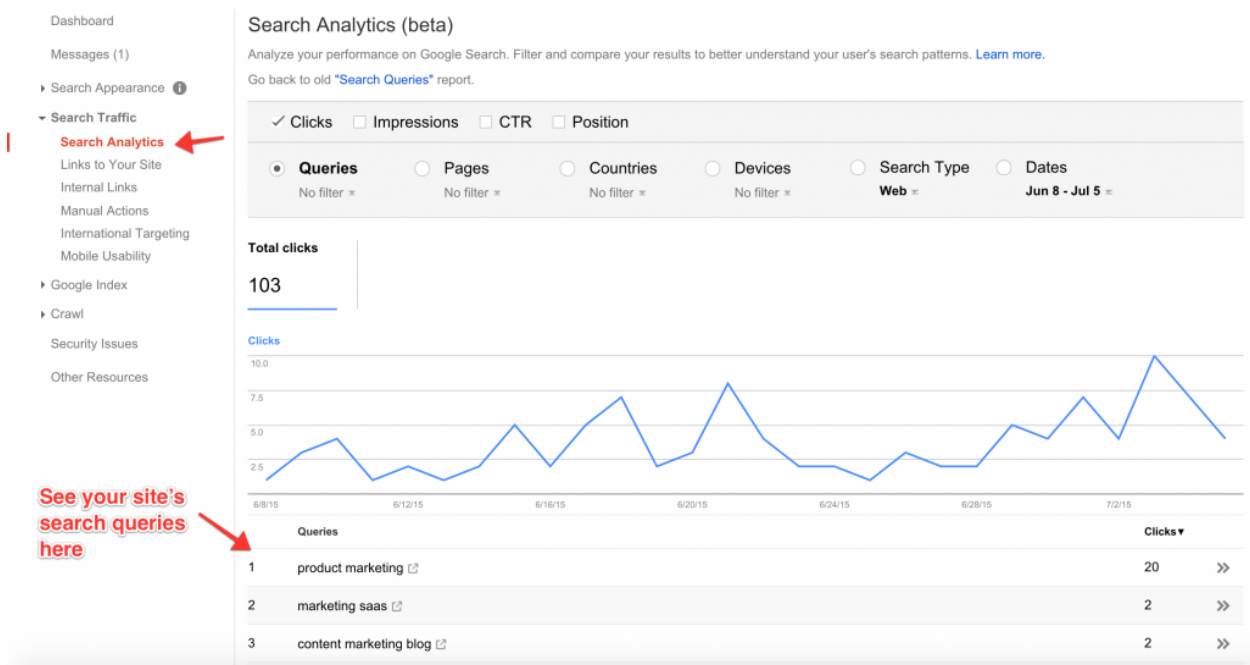 Dashboard
Messages (1)
Search Appearance
Search Traffic
Search Analytics
Links to Your Site
Internal Links
Manual Actions
International Targeting
Mobile Usability
Google Index
Crawl
Security Issues
Other Resources
See your site's
search queries
here
Search Analytics (beta)
Analyze your performance on Google Search. Filter and compare your results to better understand your user's search patterns. Learn more.
Go back to old "Search Queries" report.
Clicks Impressions CTR Position
Queries Pages Countries Devices Search Type Dates
No filter No filter No filter No filter Web Jun 8 - Jul 5
Total clicks
103
Clicks
10.0
7.5
5.0
2.5
6/8/15 6/12/15 6/16/15 6/20/15 6/24/15 6/28/15 7/2/15
Queries Clicks▼
1 product marketing 20 »
2 marketing saas 2 »
3 content marketing blog 2 »